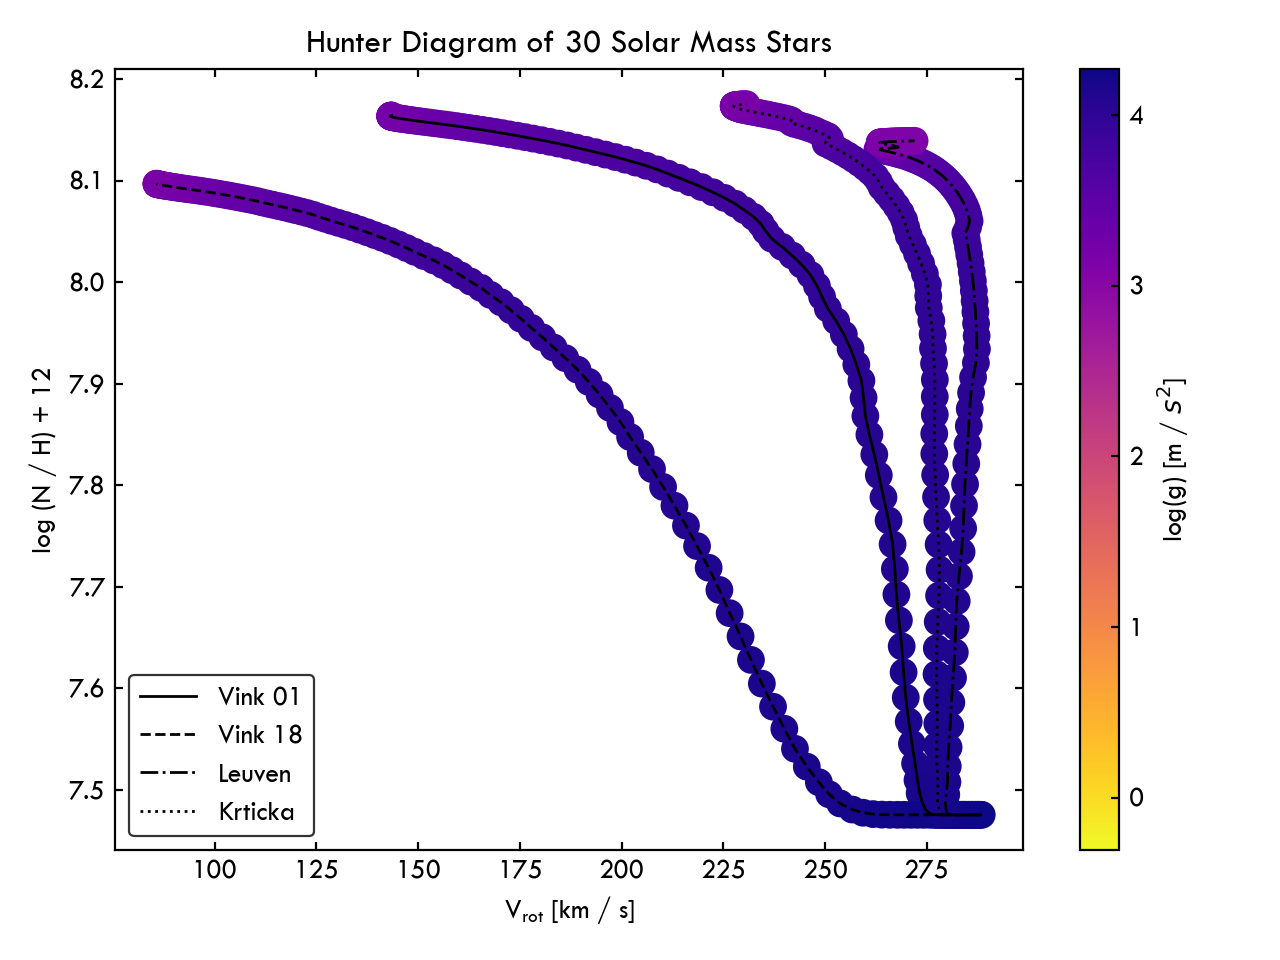 Hunter Diagram of 30 Solar Mass Stars
8.2
8.1
8.0
7.9
7.8
7.7
7.6
7.5
log (N / H) + 12
Vink 01
Vink 18
Leuven
Krticka
100 125 150 175 200 225 250 275
V_rot [km / s]
4
3
2
1
0
log(g) [m / s^2]